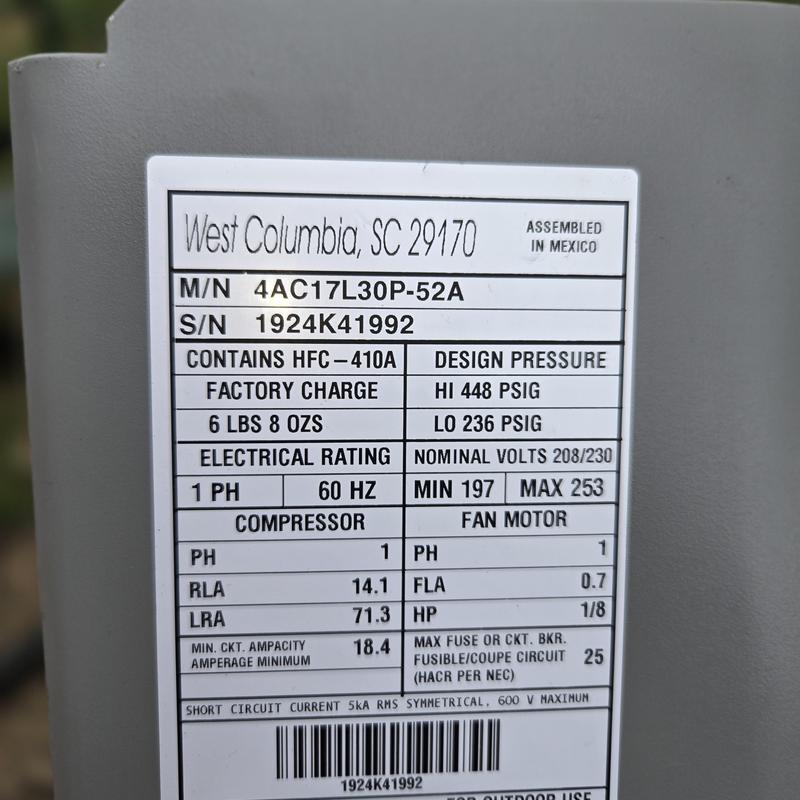 West Columbia, SC 29170
ASSEMBLED
IN MEXICO
M/N 4AC17L30P-52A
S/N 1924K41992
CONTAINS HFC-410A
DESIGN PRESSURE
FACTORY CHARGE
HI 448 PSIG
6 LBS 8 OZS
LO 236 PSIG
ELECTRICAL RATING
NOMINAL VOLTS 208/230
1 PH 60 HZ
MIN 197 MAX 253
COMPRESSOR
FAN MOTOR
PH 1
PH 1
RLA 14.1
FLA 0.7
LRA 71.3
HP 1/8
MIN. CKT. AMPACITY
AMPERAGE MINIMUM
18.4
MAX FUSE OR CKT. BKR.
FUSIBLE/COUPE CIRCUIT
(HACR PER NEC)
25
SHORT CIRCUIT CURRENT 5kA RMS SYMMETRICAL, 600 V MAXIMUM
1924K41992
FOR OUTDOOR USE